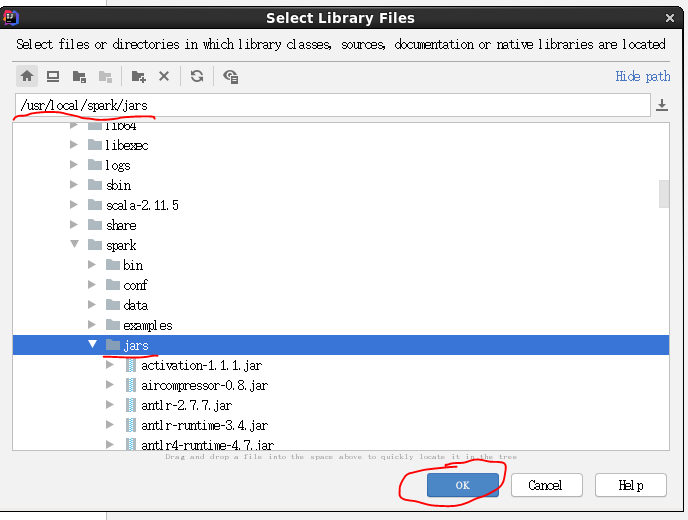 Select Library Files
Select files or directories in which library classes, sources, documentation or native libraries are located
Hide path
/usr/local/spark/jars
lib64
libexec
logs
sbin
scala-2.11.5
share
spark
bin
conf
data
examples
jars
activation-1.1.1.jar
aircompressor-0.8.jar
antlr-2.7.7.jar
antlr-runtime-3.4.jar
antlr4-runtime-4.7.jar
Drag and drop a file into the space above to quickly locate it in the tree
OK
Cancel
Help